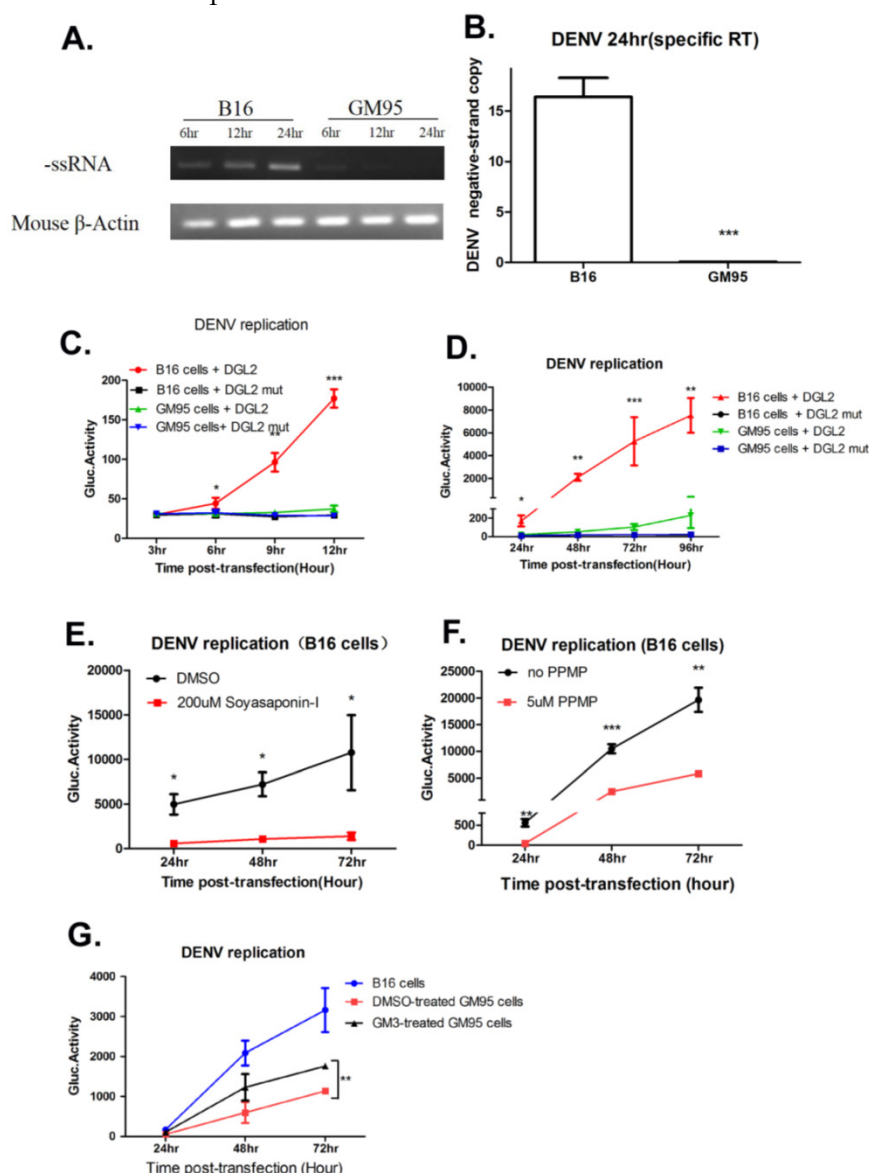 A.
B16 GM95
6hr 12hr 24hr 6hr 12hr 24hr
-ssRNA
Mouse β-Actin
B.
DENV 24hr(specific RT)
DENV negative-strand copy
15
10
5
0
***
B16 GM95
DENV replication
C.
200
150
100
50
0
Gluc.Activity
* ** ***
B16 cells + DGL2
B16 cells + DGL2 mut
GM95 cells + DGL2
GM95 cells+ DGL2 mut
3hr 6hr 9hr 12hr
Time post-transfection(Hour)
D.
DENV replication
10000
8000
6000
4000
2000
200
0
Gluc.Activity
* ** *** **
B16 cells + DGL2
B16 cells + DGL2 mut
GM95 cells + DGL2
GM95 cells + DGL2 mut
24hr 48hr 72hr 96hr
Time post-transfection(Hour)
E.
DENV replication（B16 cells）
20000
15000
10000
5000
0
Gluc.Activity
DMSO
200uM Soyasaponin-I
* * *
24hr 48hr 72hr
Time post-transfection(Hour)
F.
DENV replication (B16 cells)
25000
20000
15000
10000
5000
500
0
Gluc.Activity
no PPMP
5uM PPMP
** *** **
24hr 48hr 72hr
Time post-transfection (hour)
G.
DENV replication
4000
3000
2000
1000
0
Gluc.Activity
B16 cells
DMSO-treated GM95 cells
GM3-treated GM95 cells
**
24hr 48hr 72hr
Time post-transfection (Hour)